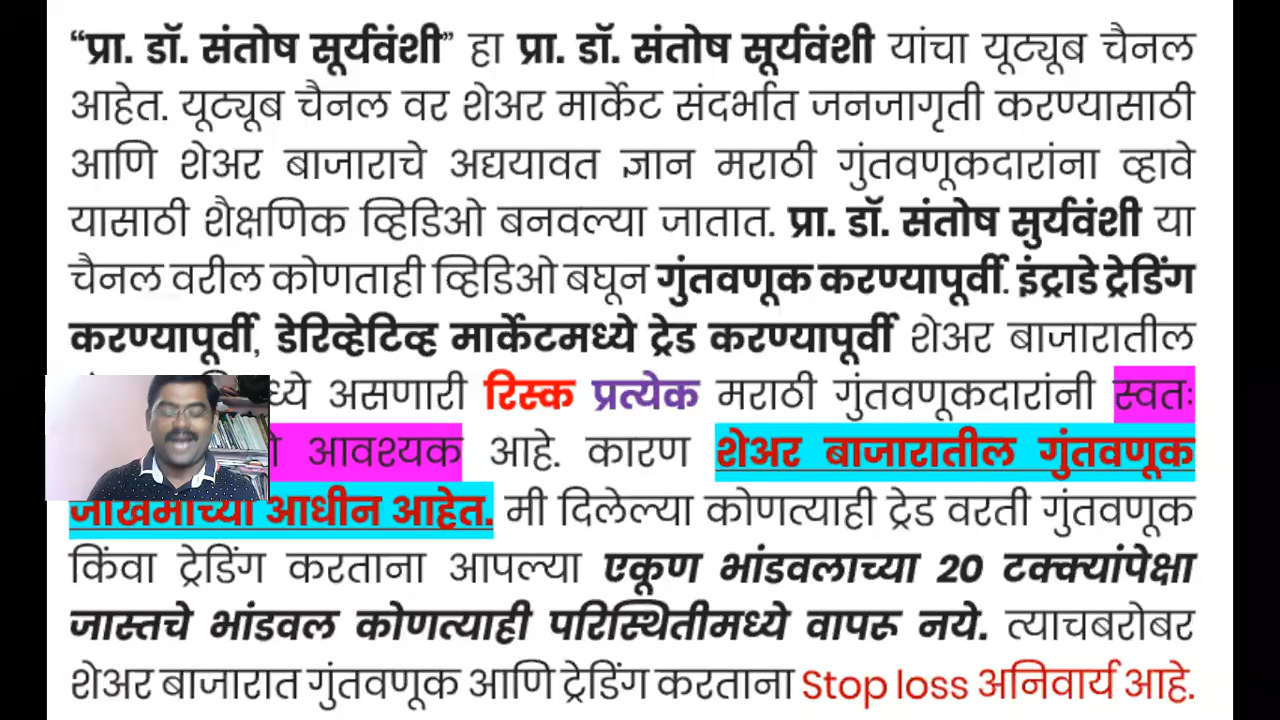 “प्रा. डॉ. संतोष सूर्यवंशी” हा प्रा. डॉ. संतोष सूर्यवंशी यांचा यूट्यूब चैनल
आहेत. यूट्यूब चैनल वर शेअर मार्केट संदर्भात जनजागृती करण्यासाठी
आणि शेअर बाजाराचे अद्ययावत ज्ञान मराठी गुंतवणूकदारांना व्हावे
यासाठी शैक्षणिक व्हिडिओ बनवल्या जातात. प्रा. डॉ. संतोष सुर्यवंशी या
चैनल वरील कोणताही व्हिडिओ बघून गुंतवणूक करण्यापूर्वी. इंट्राडे ट्रेडिंग
करण्यापूर्वी, डेरिव्हेटिव्ह मार्केटमध्ये ट्रेड करण्यापूर्वी शेअर बाजारातील
असणारी रिस्क प्रत्येक मराठी गुंतवणूकदारांनी स्वतः
आवश्यक आहे. कारण शेअर बाजारातील गुंतवणूक
जोखमीच्या आधीन आहेत. मी दिलेल्या कोणत्याही ट्रेड वरती गुंतवणूक
किंवा ट्रेडिंग करताना आपल्या एकूण भांडवलाच्या 20 टक्क्यांपेक्षा
जास्तचे भांडवल कोणत्याही परिस्थितीमध्ये वापरू नये. त्याचबरोबर
शेअर बाजारात गुंतवणूक आणि ट्रेडिंग करताना Stop loss अनिवार्य आहे.